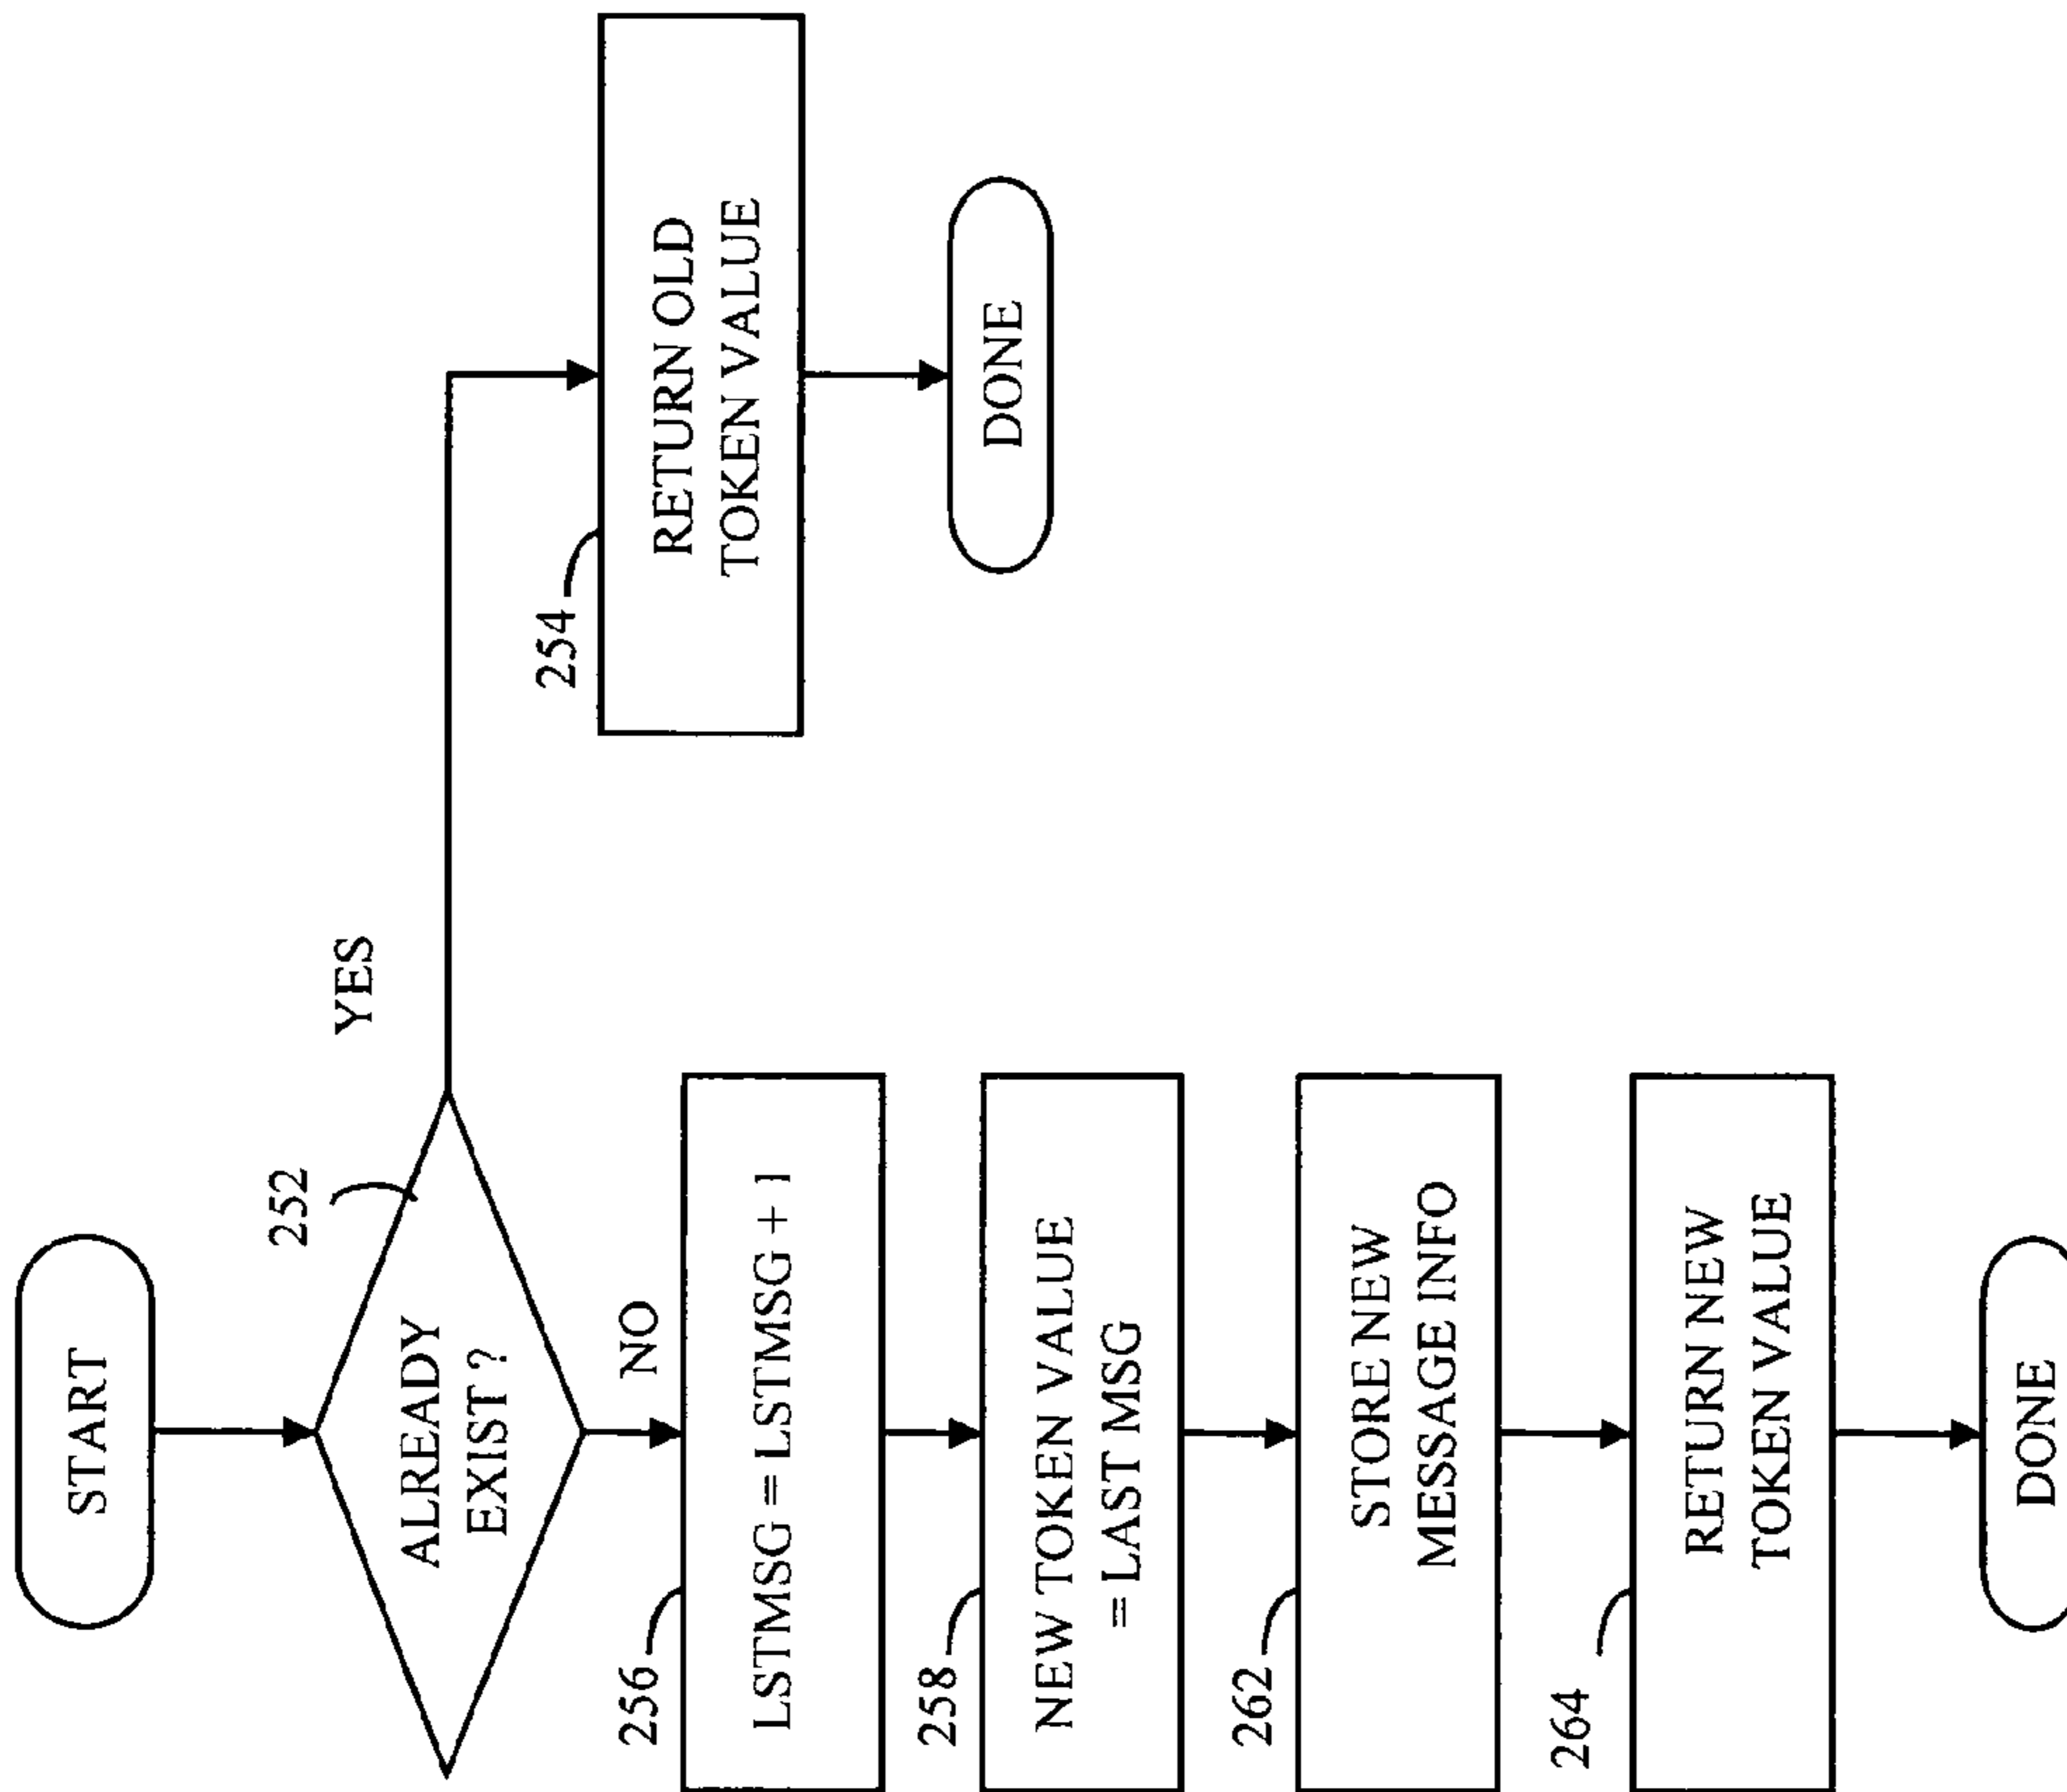 START
252
ALREADY
EXIST ?
YES
254
RETURN OLD
TOKEN VALUE
DONE
NO
256
LSTMSG = LSTMSG + 1
258
NEW TOKEN VALUE
= LAST MSG
262
STORE NEW
MESSAGE INFO
264
RETURN NEW
TOKEN VALUE
DONE